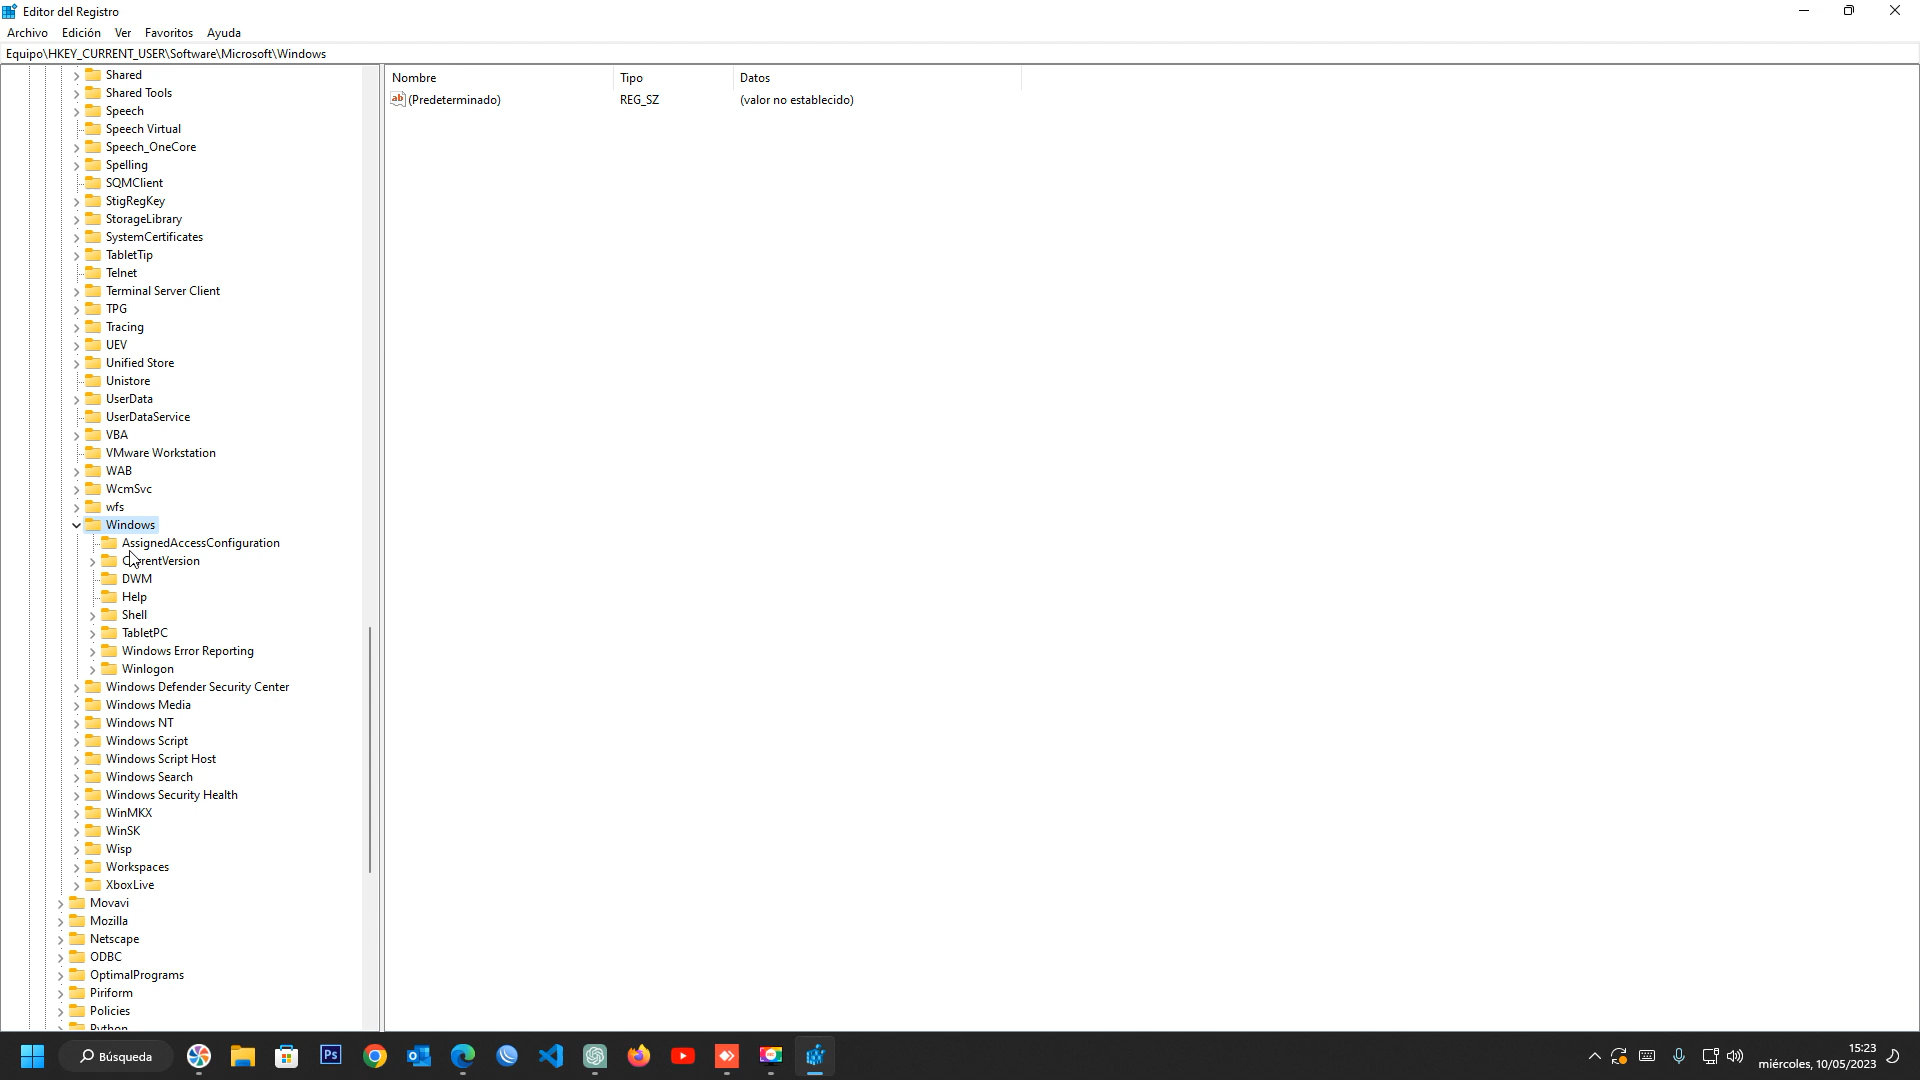 Editor del Registro
Archivo Edición Ver Favoritos Ayuda
Equipo\HKEY_CURRENT_USER\Software\Microsoft\Windows
Shared
Shared Tools
Speech
Speech Virtual
Speech_OneCore
Spelling
SQMClient
StigRegKey
StorageLibrary
SystemCertificates
TabletTip
Telnet
Terminal Server Client
TPG
Tracing
UEV
Unified Store
Unistore
UserData
UserDataService
VBA
VMware Workstation
WAB
WcmSvc
wfs
Windows
AssignedAccessConfiguration
CurrentVersion
DWM
Help
Shell
TabletPC
Windows Error Reporting
Winlogon
Windows Defender Security Center
Windows Media
Windows NT
Windows Script
Windows Script Host
Windows Search
Windows Security Health
WinMKX
WinSK
Wisp
Workspaces
XboxLive
Movavi
Mozilla
Netscape
ODBC
OptimalPrograms
Piriform
Policies
Python
Nombre Tipo Datos
ab (Predeterminado) REG_SZ (valor no establecido)
Búsqueda
Ps
15:23
miércoles, 10/05/2023